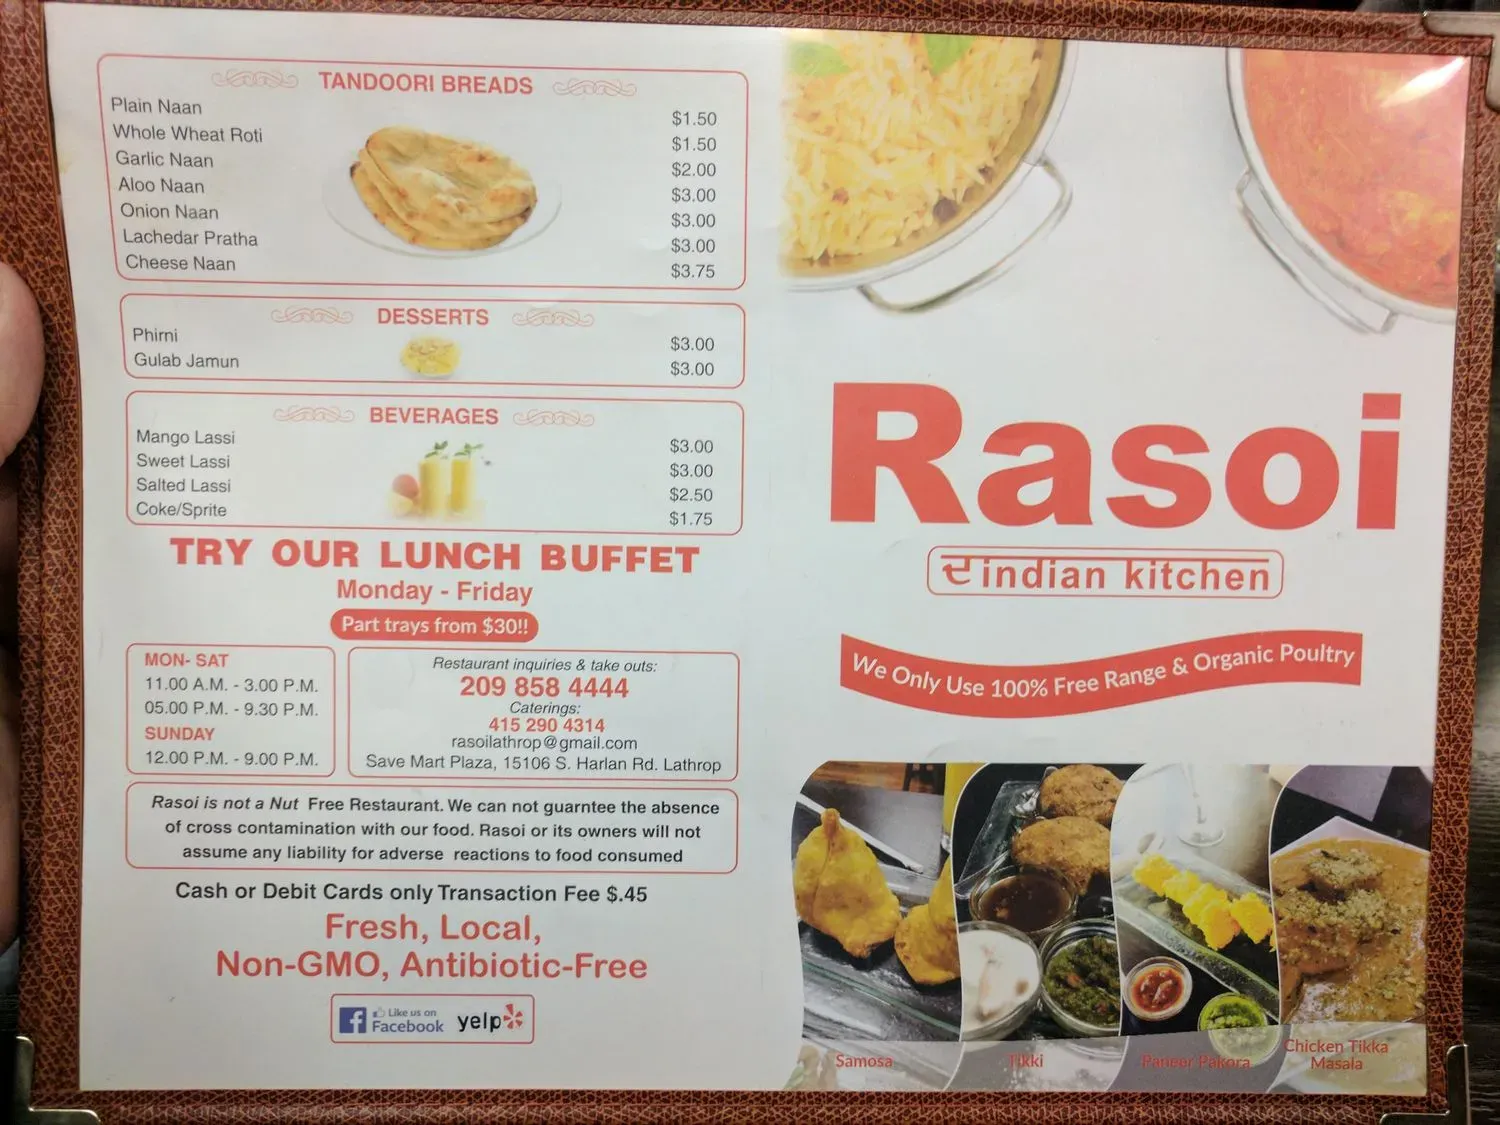 TANDOORI BREADS
Plain Naan $1.50
Whole Wheat Roti $1.50
Garlic Naan $2.00
Aloo Naan $3.00
Onion Naan $3.00
Lachedar Pratha $3.00
Cheese Naan $3.75
DESSERTS
Phirni $3.00
Gulab Jamun $3.00
BEVERAGES
Mango Lassi $3.00
Sweet Lassi $3.00
Salted Lassi $2.50
Coke/Sprite $1.75
TRY OUR LUNCH BUFFET
Monday - Friday
Part trays from $30!!
MON- SAT
11.00 A.M. - 3.00 P.M.
05.00 P.M. - 9.30 P.M.
SUNDAY
12.00 P.M. - 9.00 P.M.
Restaurant inquiries & take outs:
209 858 4444
Caterings:
415 290 4314
rasoilathrop@gmail.com
Save Mart Plaza, 15106 S. Harlan Rd. Lathrop
Rasoi is not a Nut Free Restaurant. We can not guarntee the absence
of cross contamination with our food. Rasoi or its owners will not
assume any liability for adverse reactions to food consumed
Cash or Debit Cards only Transaction Fee $.45
Fresh, Local,
Non-GMO, Antibiotic-Free
Like us on
Facebook
yelp
Rasoi
ਦ indian kitchen
We Only Use 100% Free Range & Organic Poultry
Samosa
Tikki
Paneer Pakora
Chicken Tikka
Masala